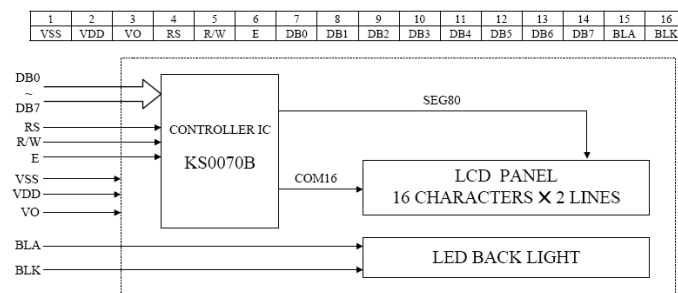 1 2 3 4 5 6 7 8 9 10 11 12 13 14 15 16
VSS VDD VO RS R/W E DB0 DB1 DB2 DB3 DB4 DB5 DB6 DB7 BLA BLK
DB0
~
DB7
RS
R/W
E
VSS
VDD
VO
BLA
BLK
CONTROLLER IC
KS0070B
SEG80
COM16
LCD PANEL
16 CHARACTERS × 2 LINES
LED BACK LIGHT